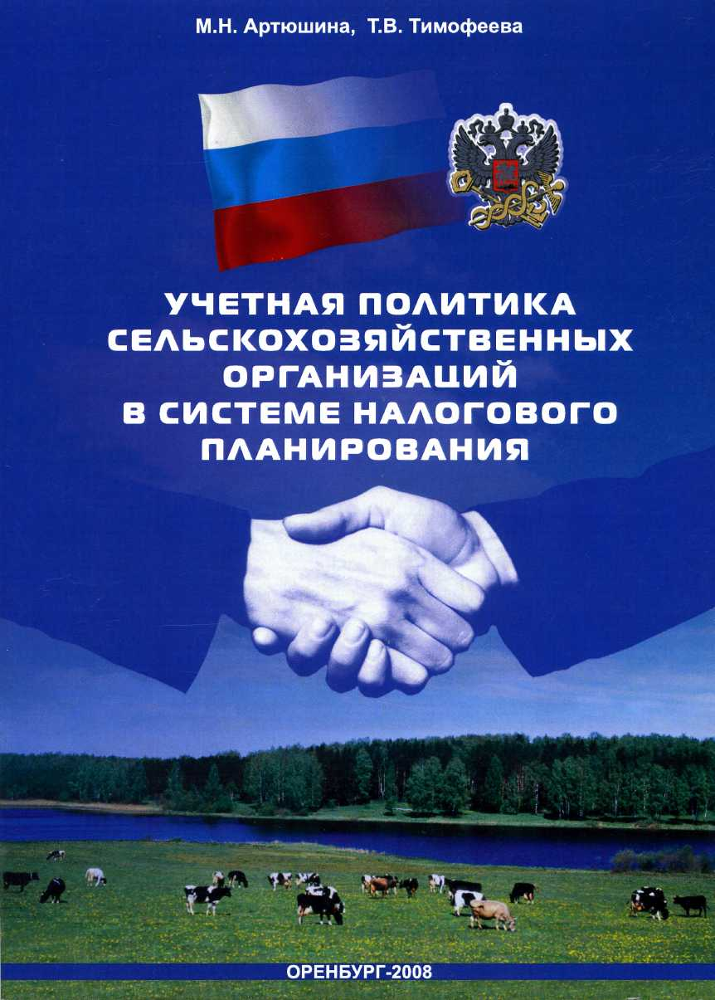 М.Н. Артюшина, Т.В. Тимофеева
УЧЕТНАЯ ПОЛИТИКА
СЕЛЬСКОХОЗЯЙСТВЕННЫХ
ОРГАНИЗАЦИЙ
В СИСТЕМЕ НАЛОГОВОГО
ПЛАНИРОВАНИЯ
ОРЕНБУРГ-2008